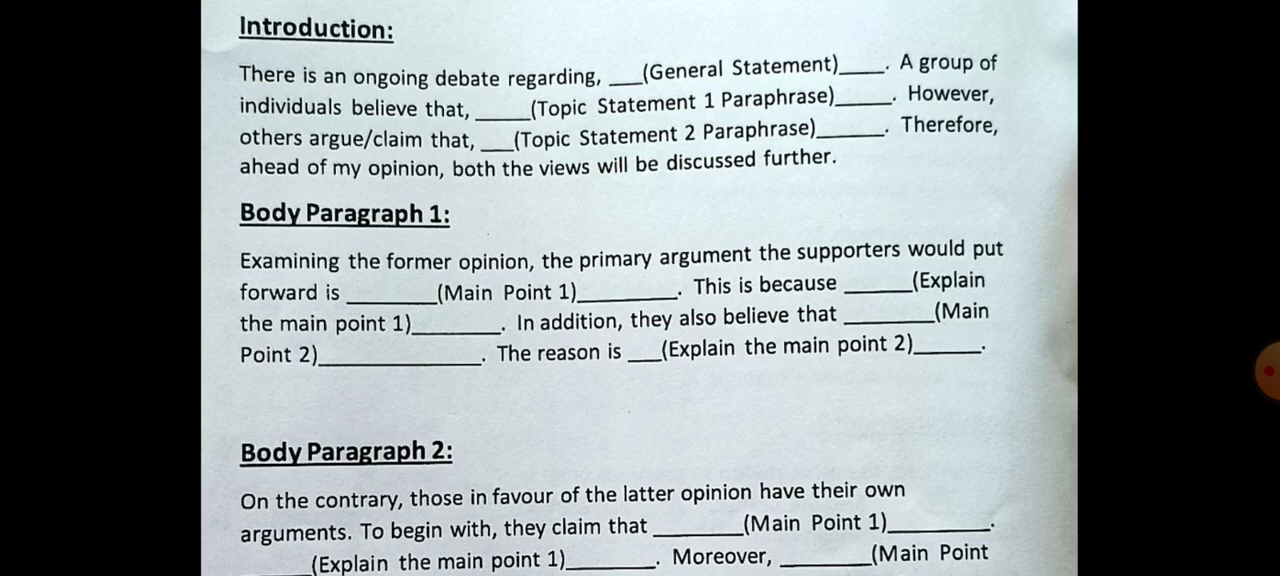 Introduction:
There is an ongoing debate regarding, ___(General Statement)____. A group of
individuals believe that, _____(Topic Statement 1 Paraphrase)_____. However,
others argue/claim that, ___(Topic Statement 2 Paraphrase)______. Therefore,
ahead of my opinion, both the views will be discussed further.
Body Paragraph 1:
Examining the former opinion, the primary argument the supporters would put
forward is ________(Main Point 1)_________. This is because ______(Explain
the main point 1)________. In addition, they also believe that ________(Main
Point 2)_______________. The reason is ___(Explain the main point 2)______.
Body Paragraph 2:
On the contrary, those in favour of the latter opinion have their own
arguments. To begin with, they claim that ________(Main Point 1)_________.
______(Explain the main point 1)________. Moreover, ________(Main Point